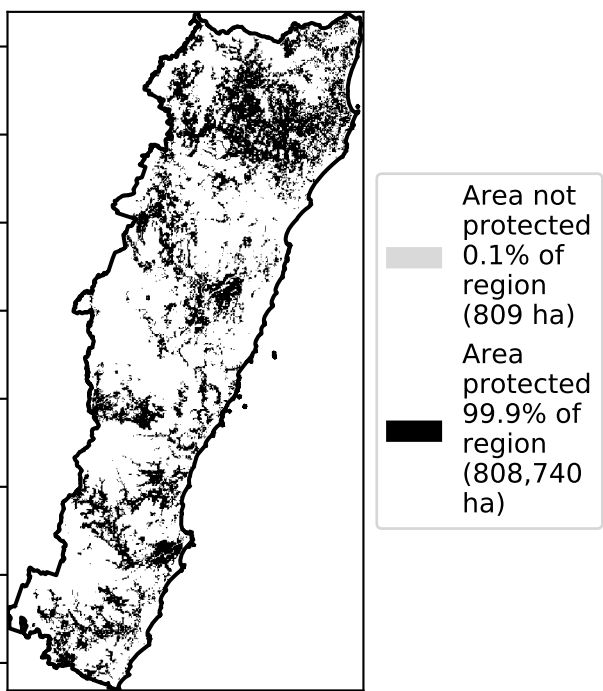 Area not
protected
0.1% of
region
(809 ha)
Area
protected
99.9% of
region
(808,740
ha)